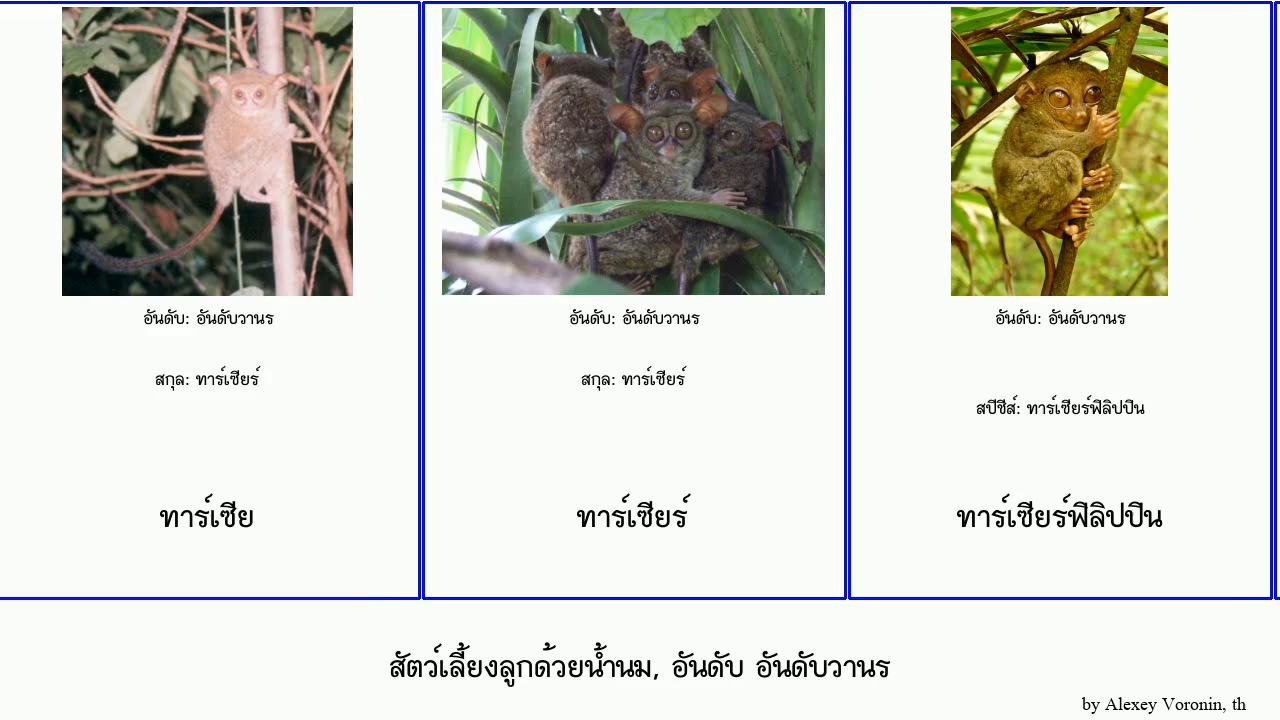 อันดับ: อันดับวานร
สกุล: ทาร์เซียร์
ทาร์เซีย
อันดับ: อันดับวานร
สกุล: ทาร์เซียร์
ทาร์เซียร์
อันดับ: อันดับวานร
สปีชีส์: ทาร์เซียร์ฟิลิปปิน
ทาร์เซียร์ฟิลิปปิน
สัตว์เลี้ยงลูกด้วยน้ำนม, อันดับ อันดับวานร
by Alexey Voronin, th